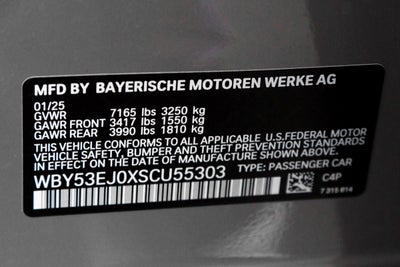 MFD BY BAYERISCHE MOTOREN WERKE AG
01/25
GVWR 7165 lbs 3250 kg
GAWR FRONT 3417 lbs 1550 kg
GAWR REAR 3990 lbs 1810 kg
THIS VEHICLE CONFORMS TO ALL APPLICABLE U.S.FEDERAL MOTOR
VEHICLE SAFETY, BUMPER AND THEFT PREVENTION STANDARDS
IN EFFECT ON THE DATE OF MANUFACTURE SHOWN ABOVE.
WBY53EJ0XSCU55303 TYPE: PASSENGER CAR
C4P
7 315 614